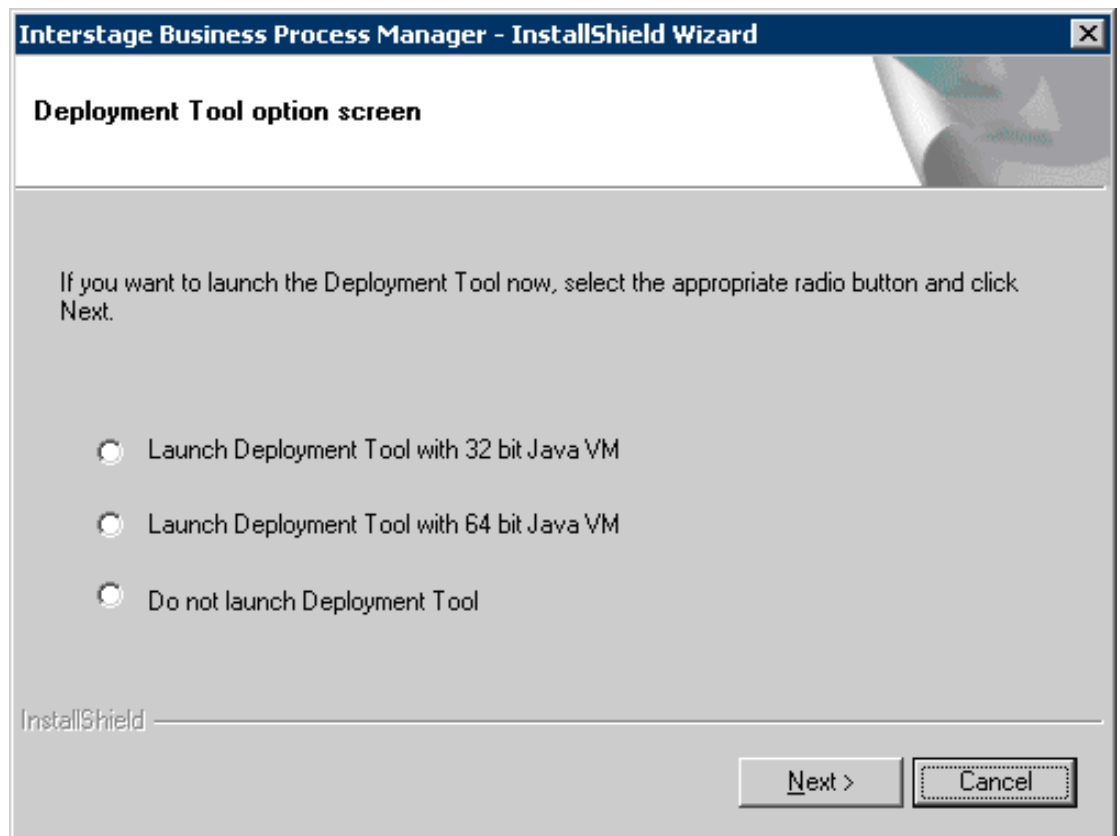 Interstage Business Process Manager - InstallShield Wizard
Deployment Tool option screen
If you want to launch the Deployment Tool now, select the appropriate radio button and click
Next.
Launch Deployment Tool with 32 bit Java VM
Launch Deployment Tool with 64 bit Java VM
Do not launch Deployment Tool
InstallShield
Next >
Cancel